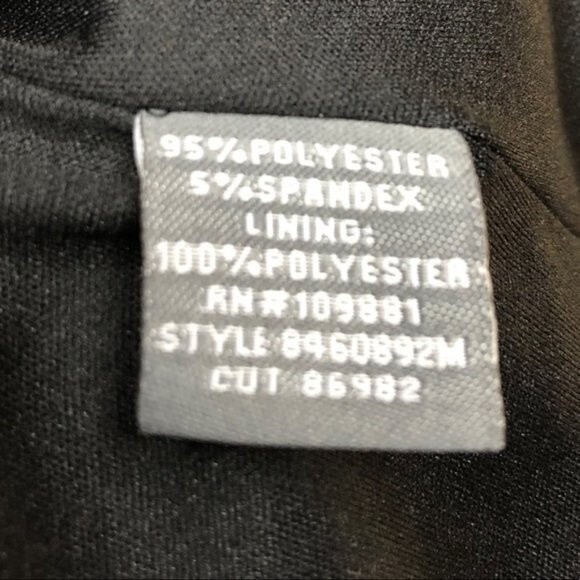 95%POLYESTER
5%SPANDEX
LINING:
100%POLYESTER
RN#109881
STYLE 8460892M
CUT 86982